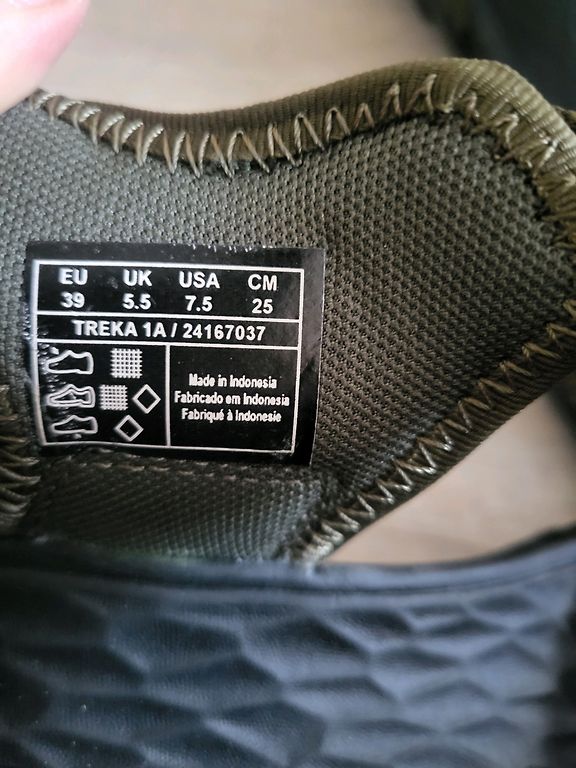 EU UK USA CM
39 5.5 7.5 25
TREKA 1A / 24167037
Made in Indonesia
Fabricado em Indonesia
Fabriqué à Indonesie